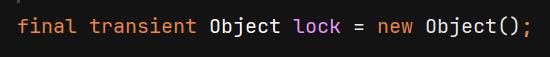 final transient Object lock = new Object();